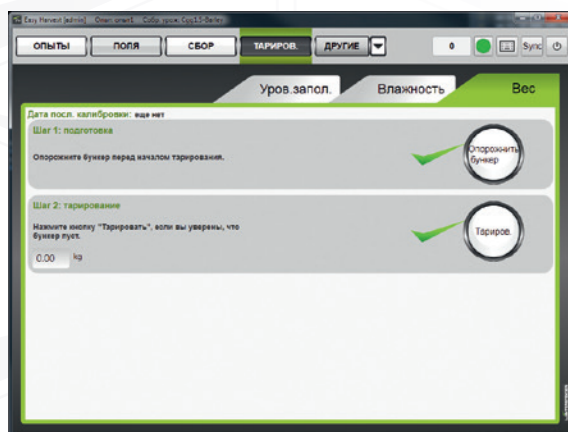 Easy Harvest [admin]
ОПЫТЫ ПОЛЯ СБОР ТАРИРОВ. ДРУГИЕ 0 Sync
Уров.запол. Влажность Вес
Дата посл. калибровки: еще нет
Шаг 1: подготовка
Опорожните бункер перед началом тарирования.
Опорожнить
бункер
Шаг 2: тарирование
Нажмите кнопку "Тарировать", если вы уверены, что
бункер пуст.
Тариров.
0.00 kg